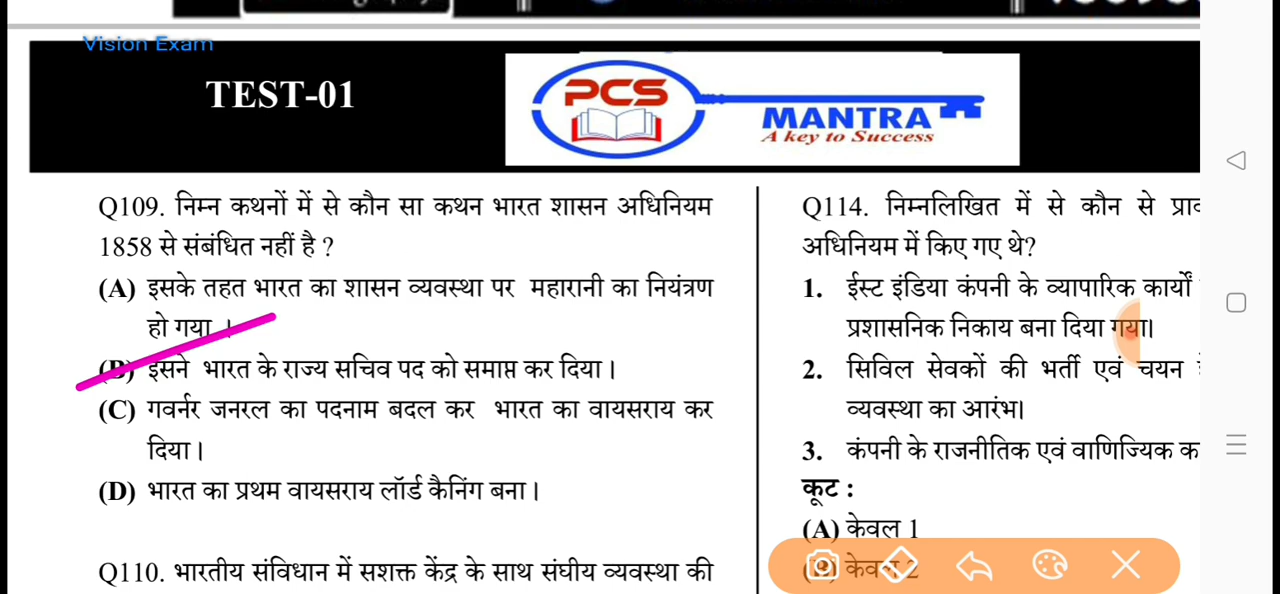 Vision Exam
TEST-01
PCS
MANTRA
A key to Success
Q109. निम्न कथनों में से कौन सा कथन भारत शासन अधिनियम
1858 से संबंधित नहीं है ?
(A) इसके तहत भारत का शासन व्यवस्था पर महारानी का नियंत्रण
हो गया ।
(B) इसने भारत के राज्य सचिव पद को समाप्त कर दिया।
(C) गवर्नर जनरल का पदनाम बदल कर भारत का वायसराय कर
दिया।
(D) भारत का प्रथम वायसराय लॉर्ड कैनिंग बना।
Q110. भारतीय संविधान में सशक्त केंद्र के साथ संघीय व्यवस्था की
Q114. निम्नलिखित में से कौन से
अधिनियम में किए गए थे?
1. ईस्ट इंडिया कंपनी के व्यापारिक कार्यों
प्रशासनिक निकाय बना दिया गया।
2. सिविल सेवकों की भर्ती एवं चयन
व्यवस्था का आरंभ।
3. कंपनी के राजनीतिक एवं वाणिज्यिक
कूट :
(A) केवल 1
(B) केवल 2